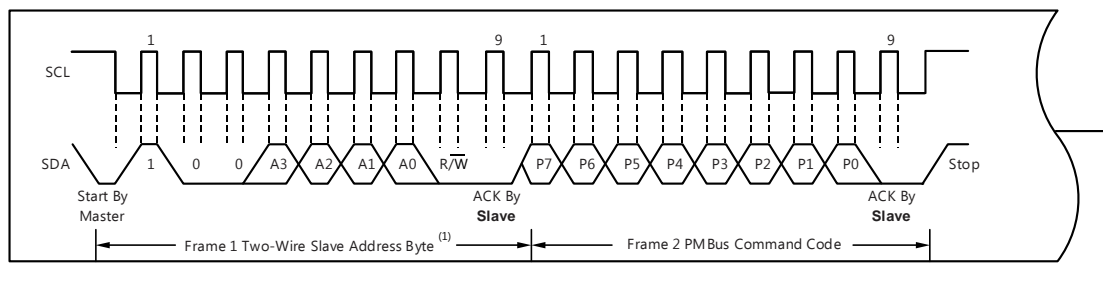 1 9 1 9
SCL
SDA 1 0 0 A3 A2 A1 A0 R/W P7 P6 P5 P4 P3 P2 P1 P0 Stop
Start By
Master
ACK By
Slave
ACK By
Slave
Frame 1 Two-Wire Slave Address Byte (1)
Frame 2 PMBus Command Code